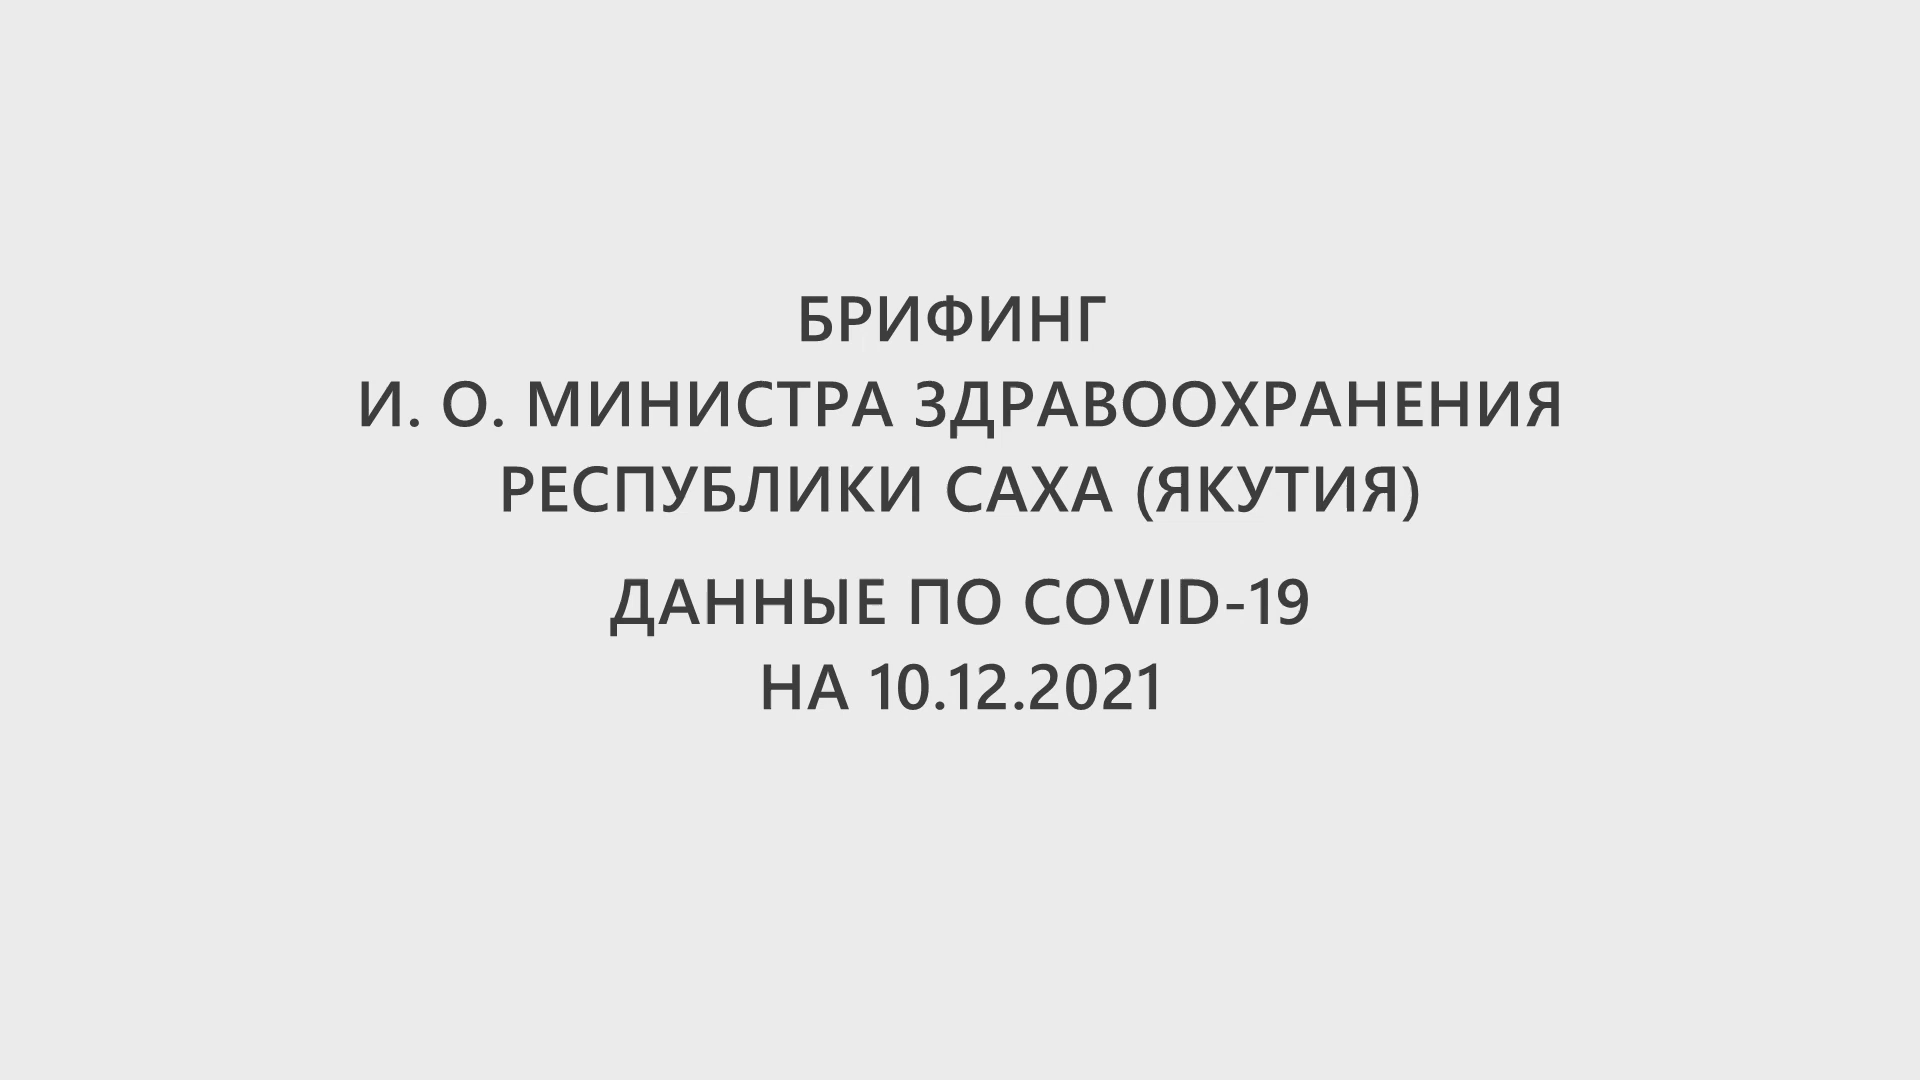 БРИФИНГ
И. О. МИНИСТРА ЗДРАВООХРАНЕНИЯ
РЕСПУБЛИКИ САХА (ЯКУТИЯ)
ДАННЫЕ ПО COVID-19
НА 10.12.2021